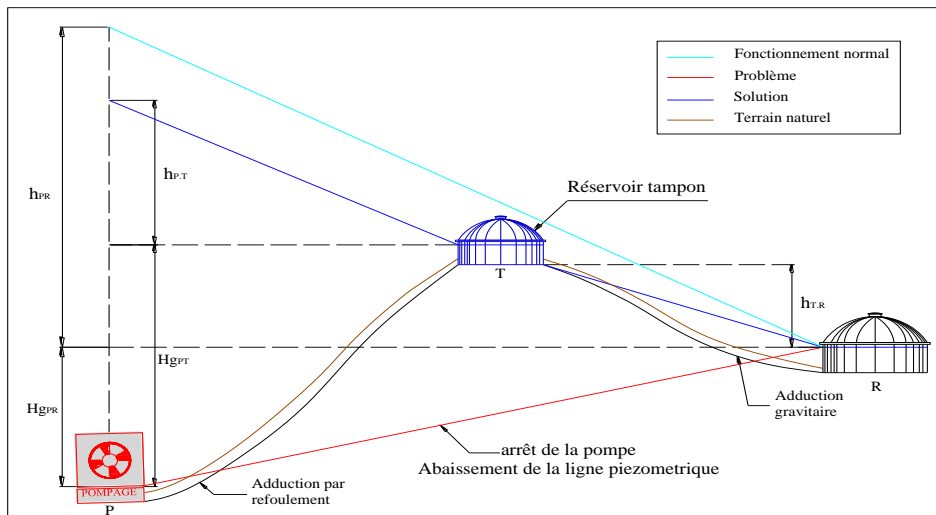 Fonctionnement normal
Problème
Solution
Terrain naturel
hP.T
Réservoir tampon
hPR
T
hT.R
HgPT
R
HgPR
Adduction
gravitaire
arrêt de la pompe
Abaissement de la ligne piezometrique
POMPAGE
Adduction par
refoulement
P